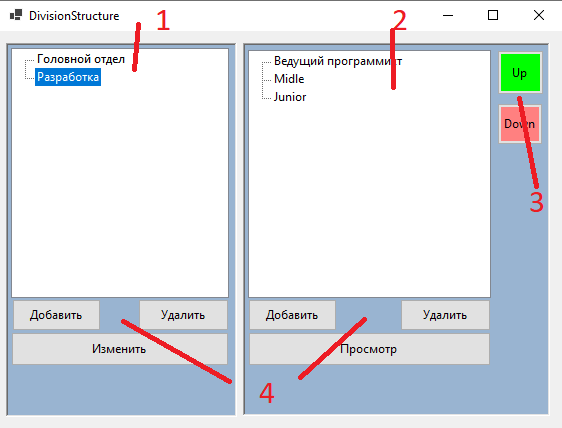 DivisionStructure
1
2
Головной отдел
Разработка
Ведущий программист
Midle
Junior
Up
Down
3
Добавить
Удалить
Изменить
Добавить
Удалить
Просмотр
4